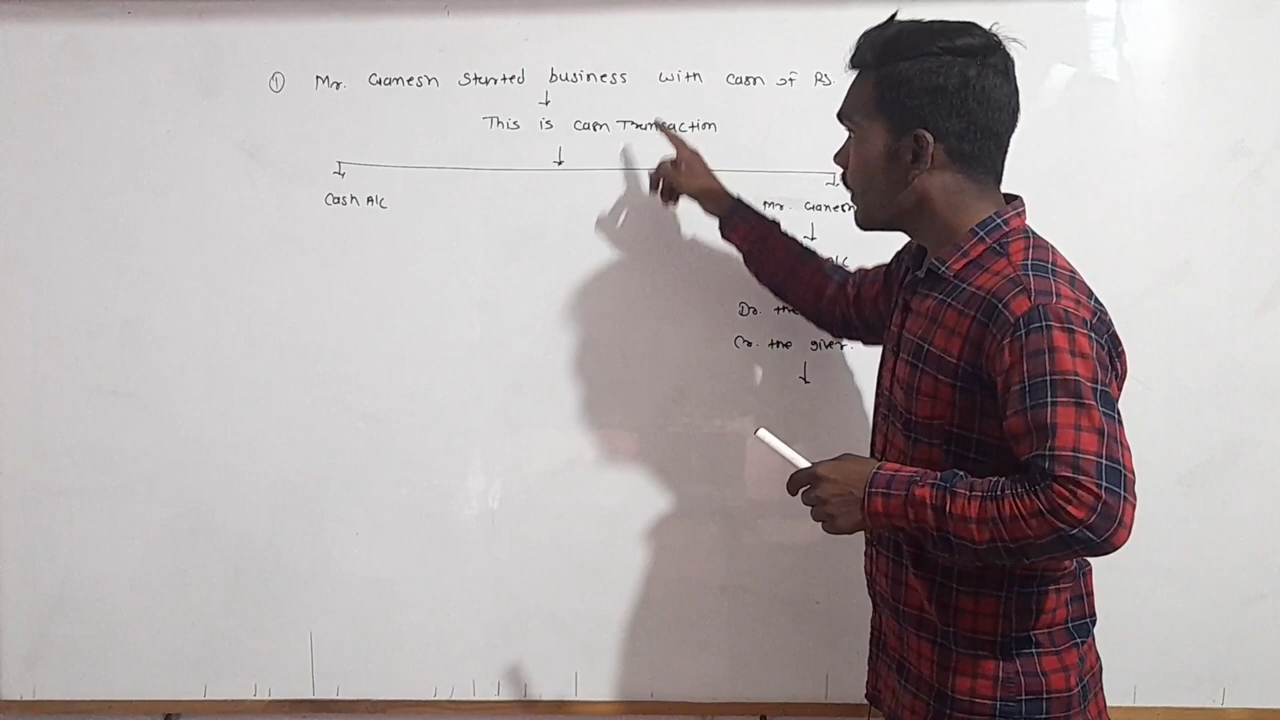 ① Mr. Ganesh Started business with cash of Rs.
This is cash Transaction
Cash A/c
Mr. Ganesh
A/c
Dr. the
Cr. the giver.